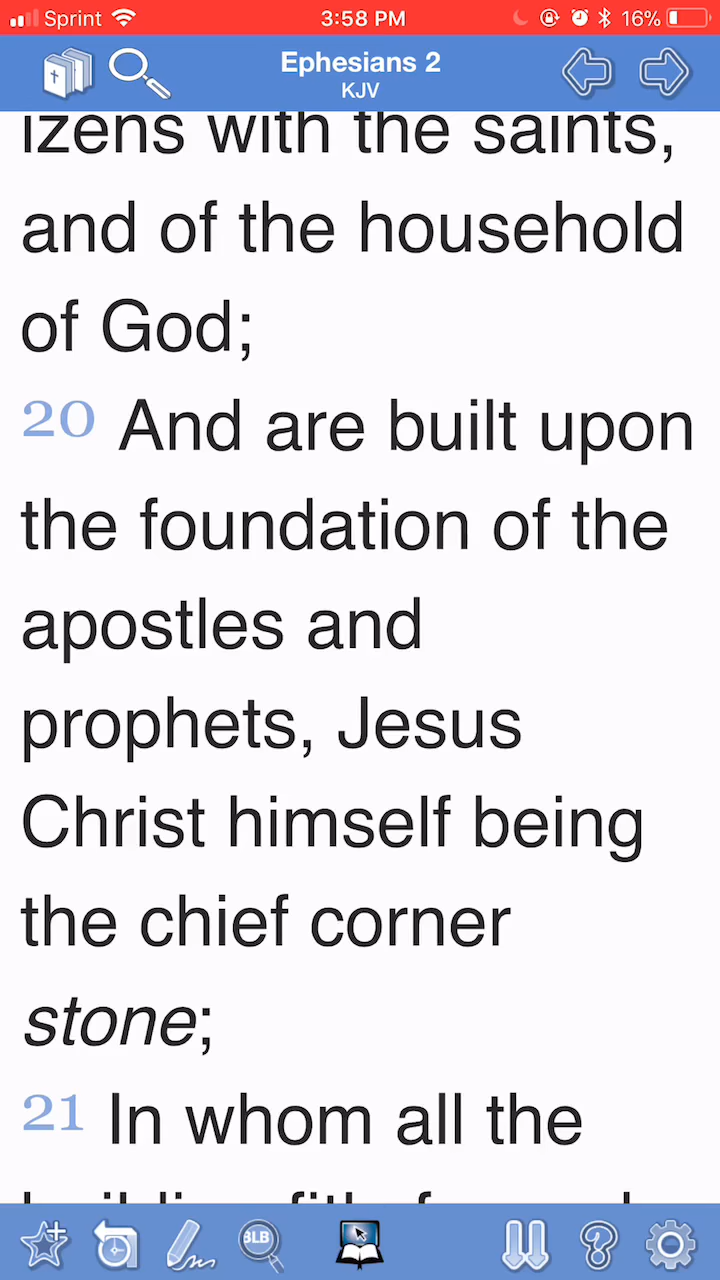 Sprint 3:58 PM 16%
Ephesians 2
KJV
izens with the saints,
and of the household
of God;
20 And are built upon
the foundation of the
apostles and
prophets, Jesus
Christ himself being
the chief corner
stone;
21 In whom all the
BLB